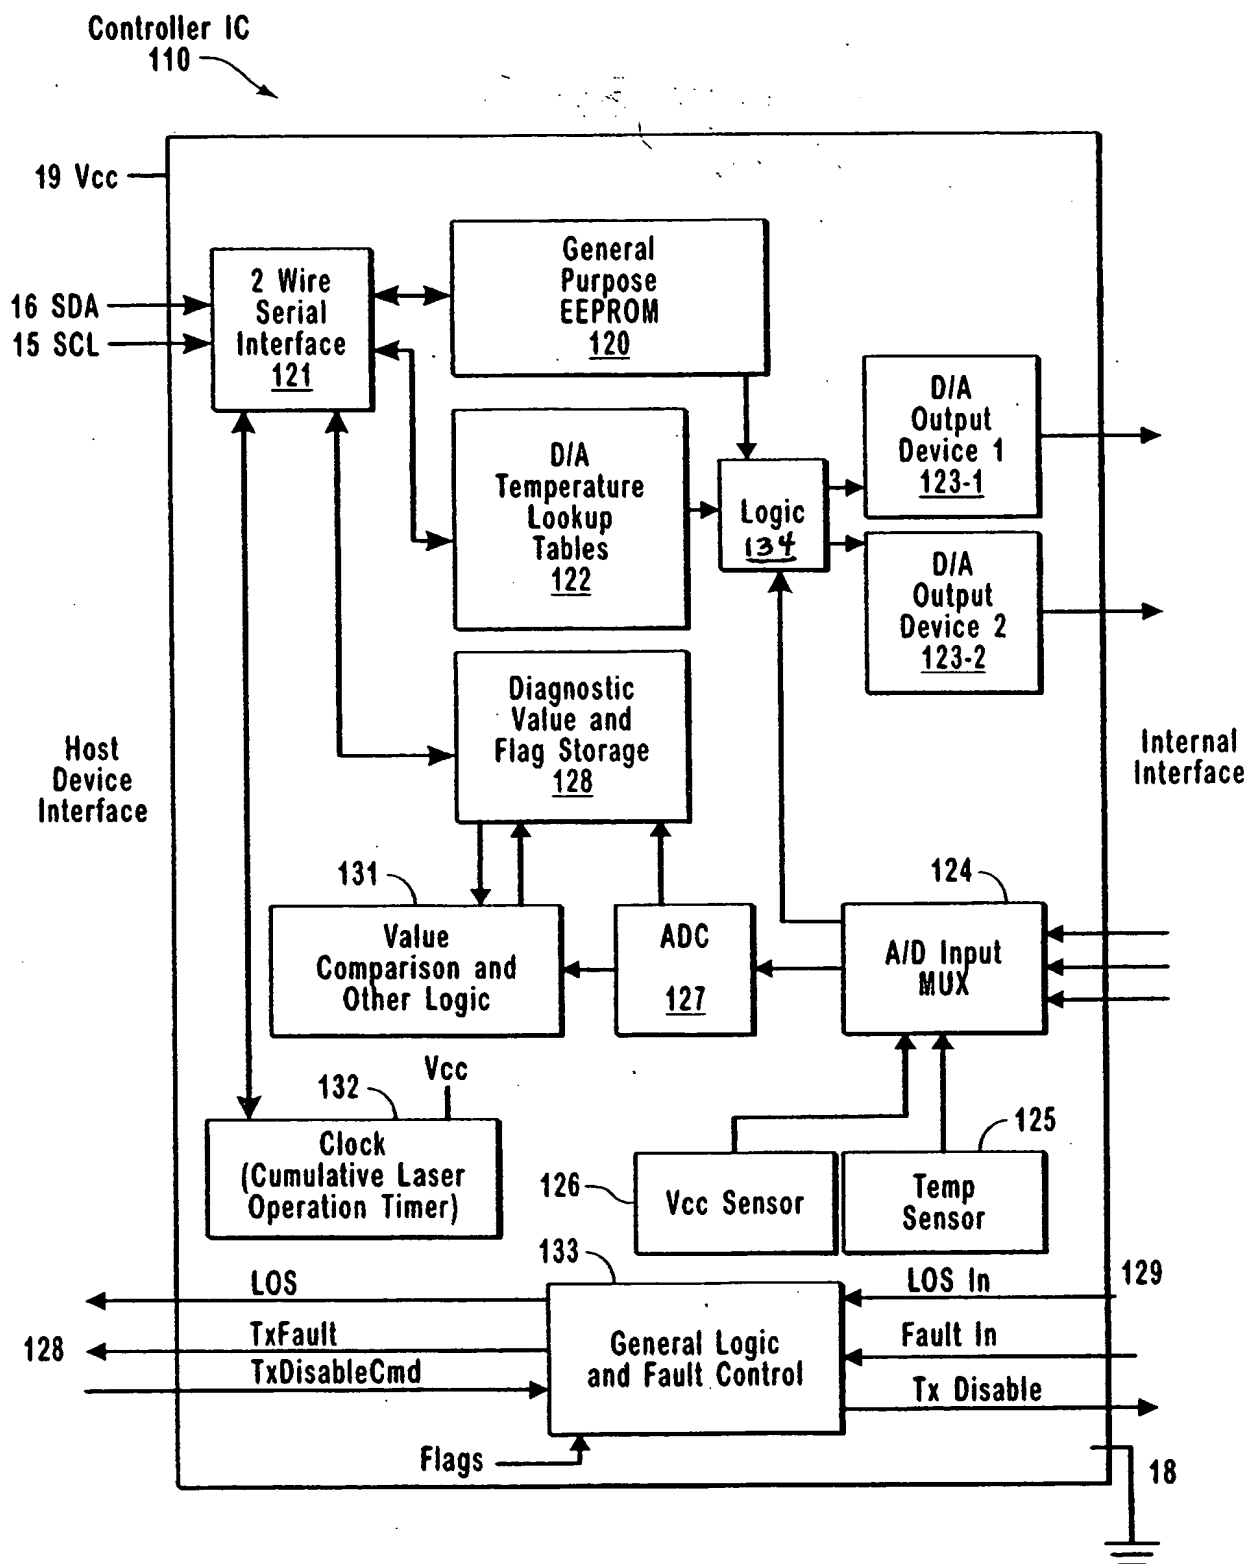 Controller IC
110
19 Vcc
16 SDA
15 SCL
2 Wire
Serial
Interface
121
General
Purpose
EEPROM
120
D/A
Temperature
Lookup
Tables
122
Logic
134
D/A
Output
Device 1
123-1
D/A
Output
Device 2
123-2
Diagnostic
Value and
Flag Storage
128
Host
Device
Interface
Internal
Interface
131
Value
Comparison and
Other Logic
ADC
127
124
A/D Input
MUX
132
Vcc
Clock
(Cumulative Laser
Operation Timer)
126
Vcc Sensor
125
Temp
Sensor
133
General Logic
and Fault Control
LOS
TxFault
TxDisableCmd
128
LOS In
129
Fault In
Tx Disable
Flags
18